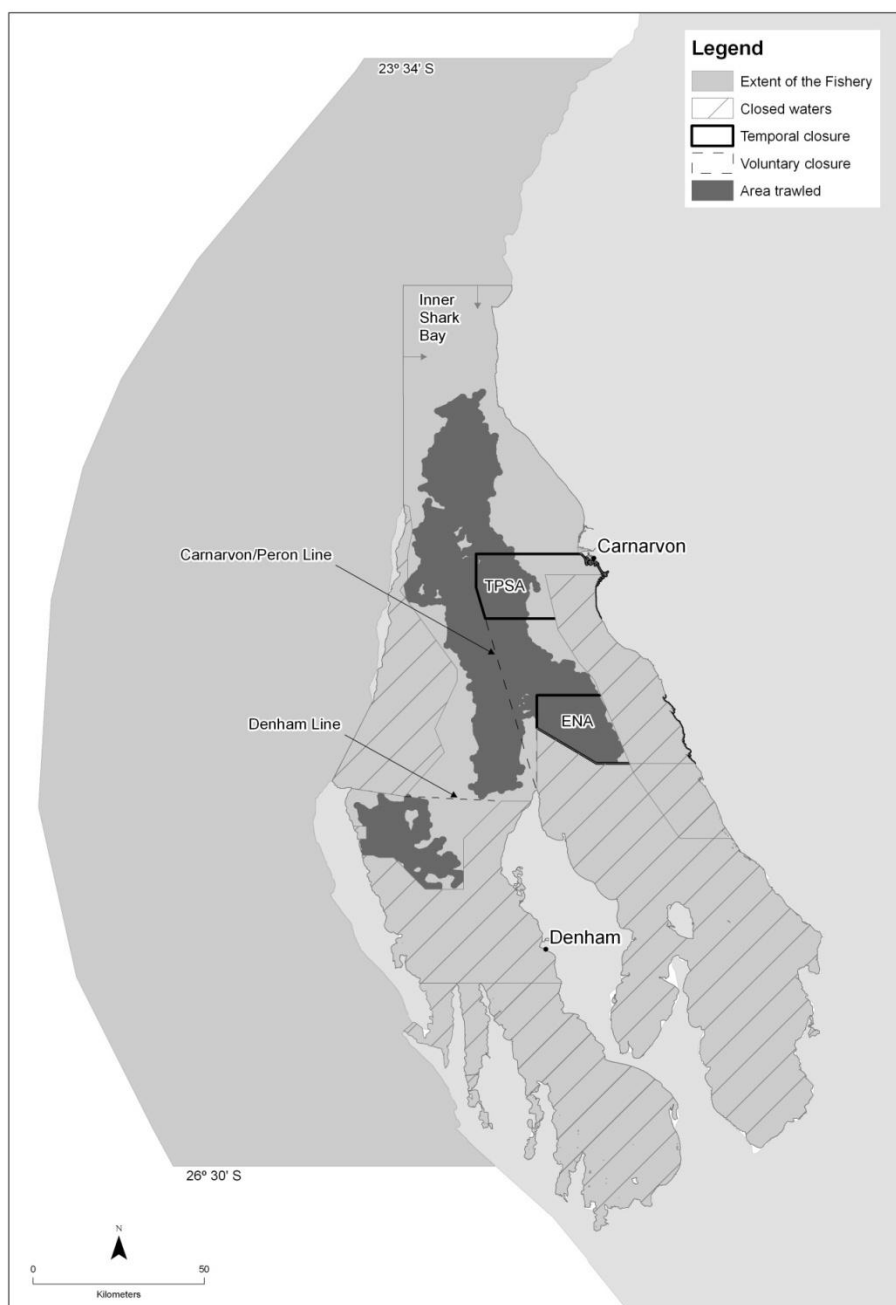 23° 34' S
Legend
Extent of the Fishery
Closed waters
Temporal closure
Voluntary closure
Area trawled
Inner
Shark
Bay
Carnarvon/Peron Line
Carnarvon
TPSA
Denham Line
ENA
Denham
26° 30' S
N
0 50
Kilometers